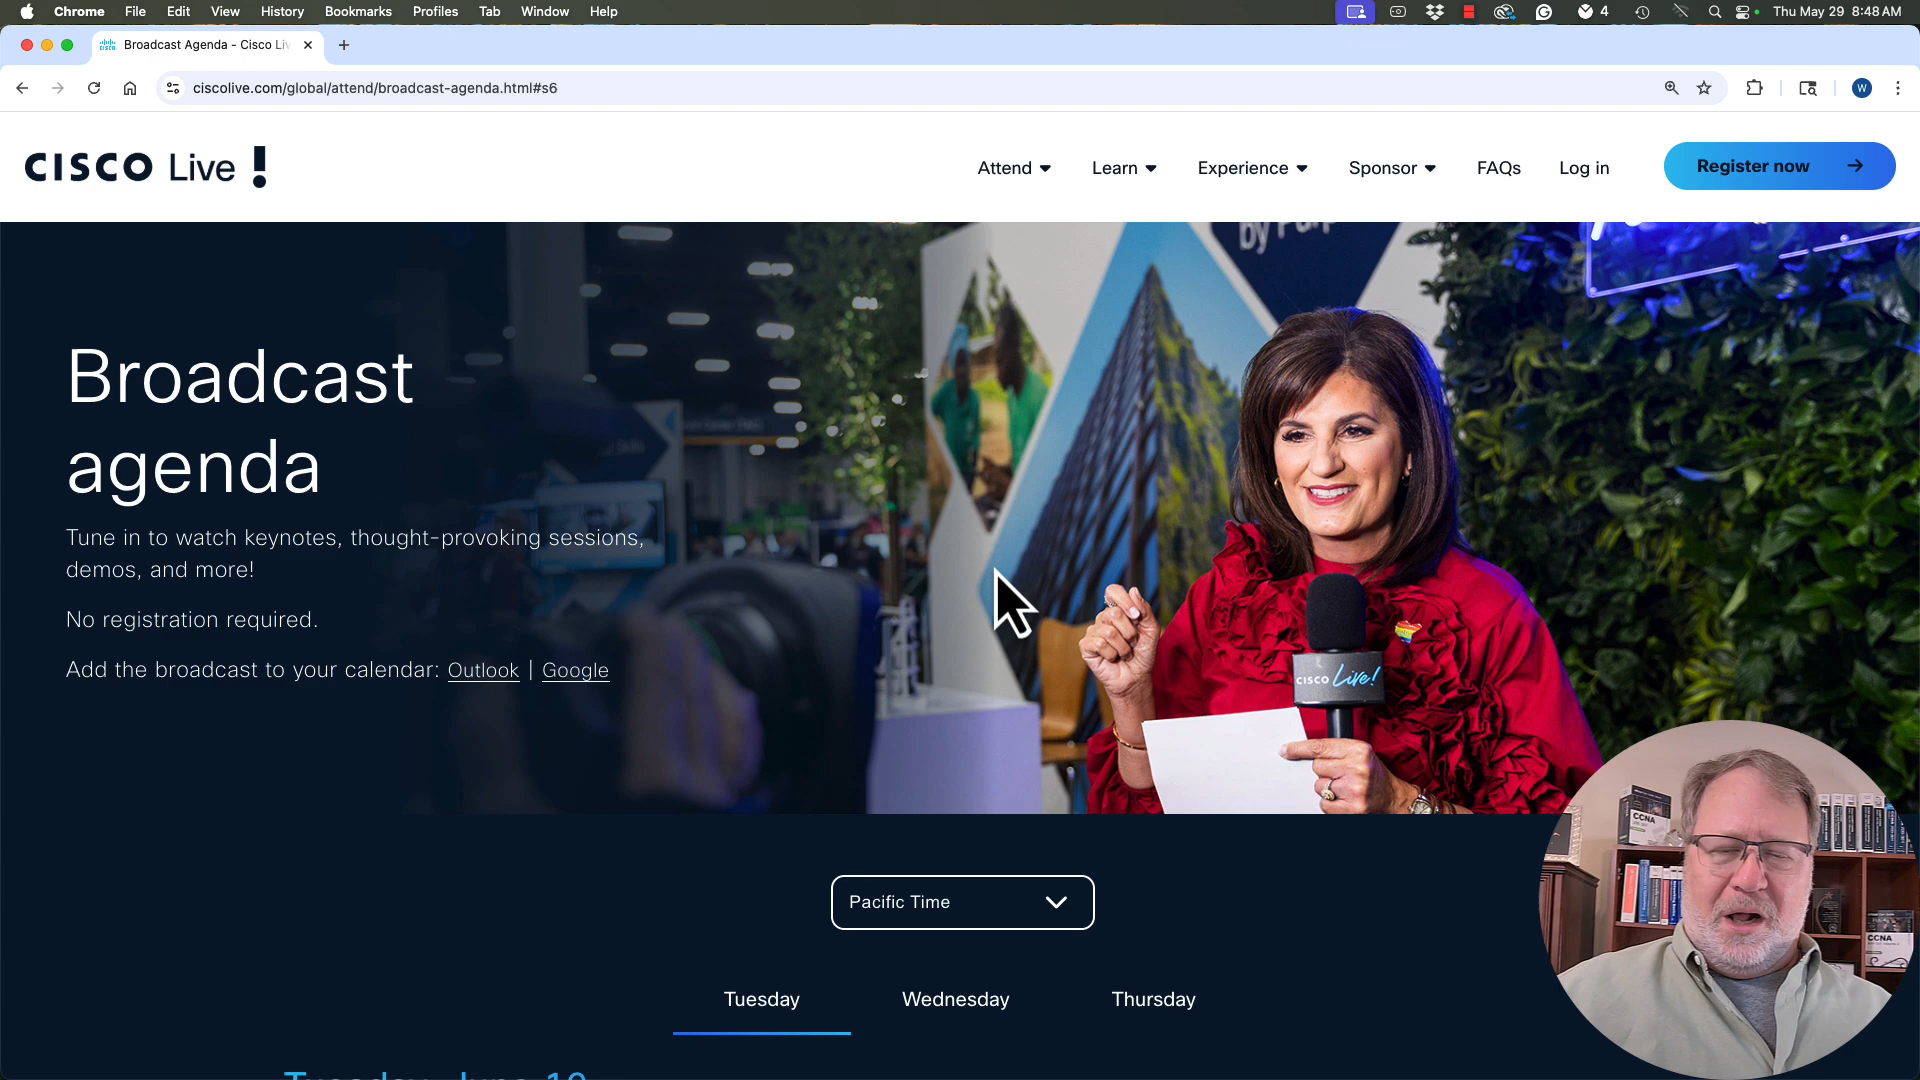 Chrome File Edit View History Bookmarks Profiles Tab Window Help 4 Thu May 29 8:48 AM
Broadcast Agenda - Cisco Liv
ciscolive.com/global/attend/broadcast-agenda.html#s6
W
CISCO Live !
Attend Learn Experience Sponsor FAQs Log in Register now
Broadcast
agenda
Tune in to watch keynotes, thought-provoking sessions,
demos, and more!
No registration required.
Add the broadcast to your calendar: Outlook | Google
CISCO Live!
CCNA
CCNA
Pacific Time
Tuesday Wednesday Thursday
Tuesday, June 10